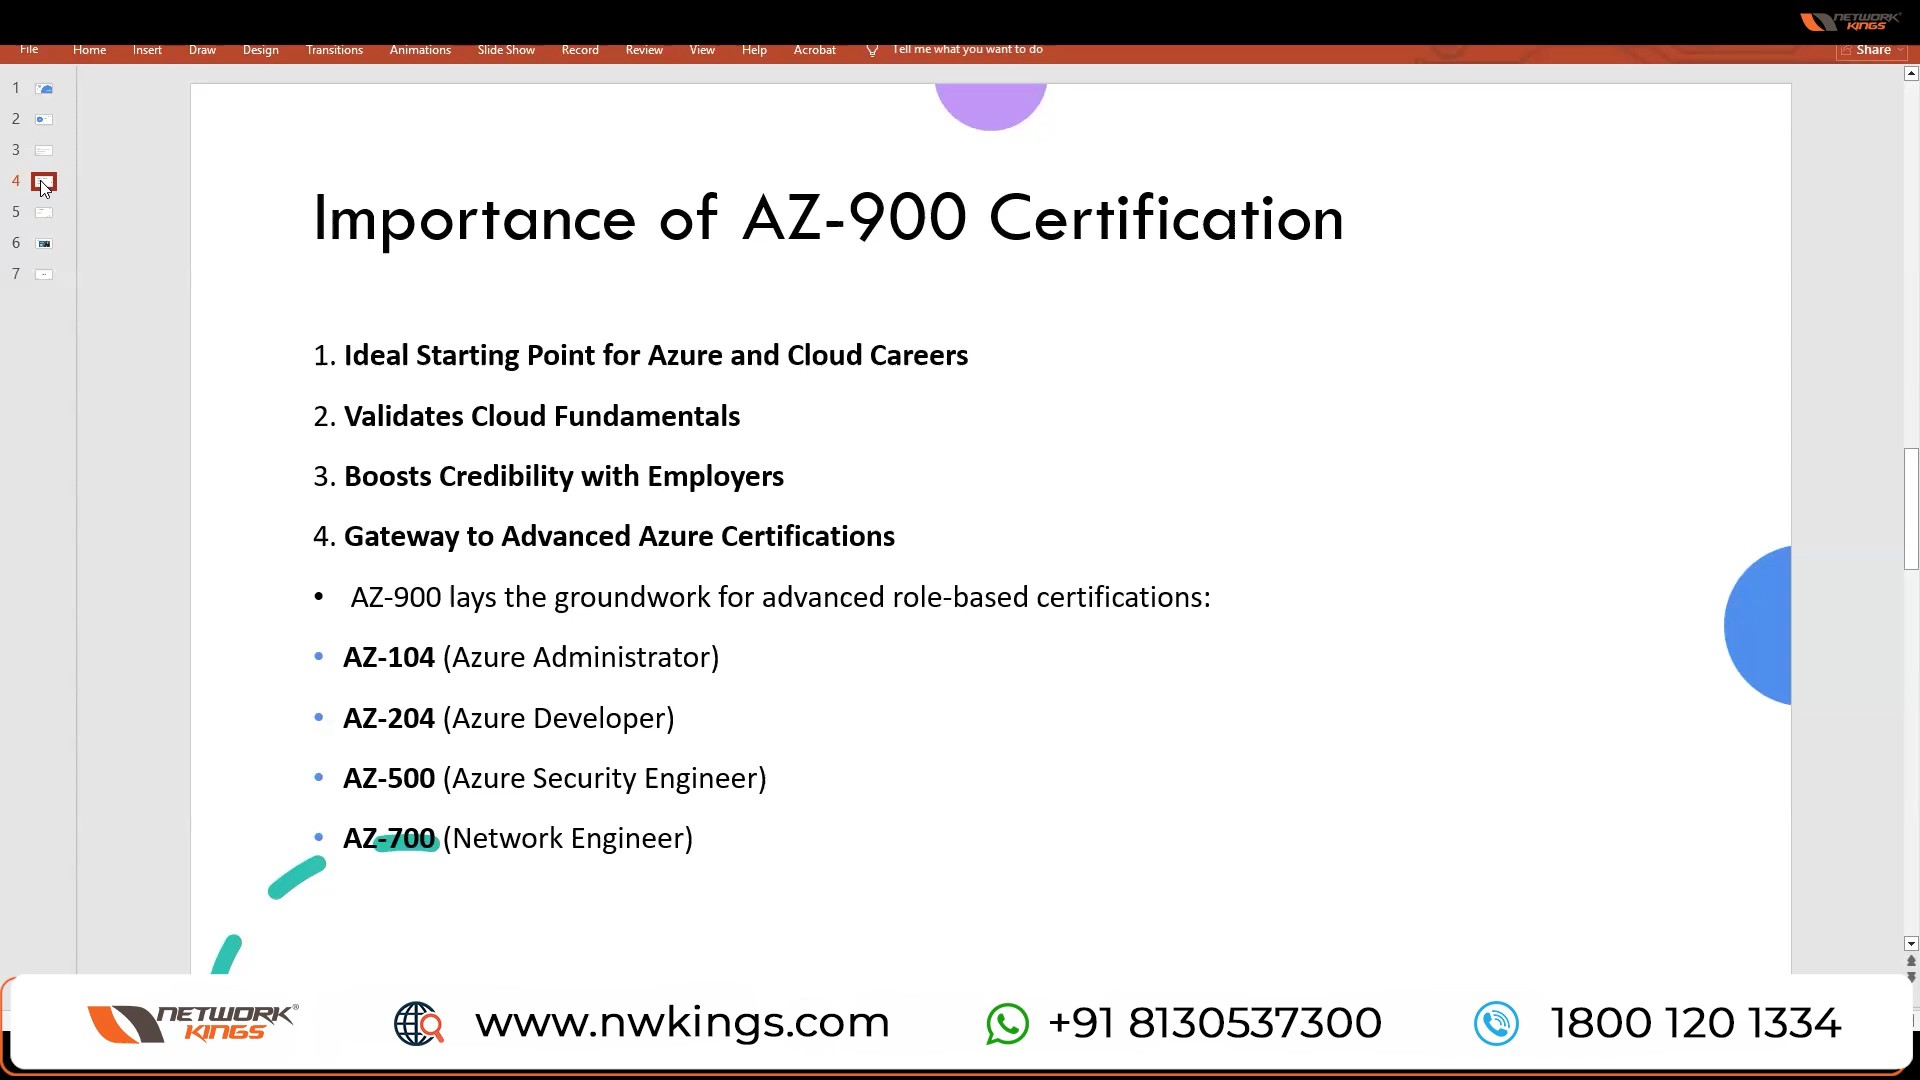 NETWORK
KINGS
File Home Insert Draw Design Transitions Animations Slide Show Record Review View Help Acrobat Tell me what you want to do Share
1
2
3
4
5
6
7
Importance of AZ-900 Certification
1. Ideal Starting Point for Azure and Cloud Careers
2. Validates Cloud Fundamentals
3. Boosts Credibility with Employers
4. Gateway to Advanced Azure Certifications
• AZ-900 lays the groundwork for advanced role-based certifications:
• AZ-104 (Azure Administrator)
• AZ-204 (Azure Developer)
• AZ-500 (Azure Security Engineer)
• AZ-700 (Network Engineer)
NETWORK®
KINGS
www.nwkings.com
+91 8130537300
1800 120 1334